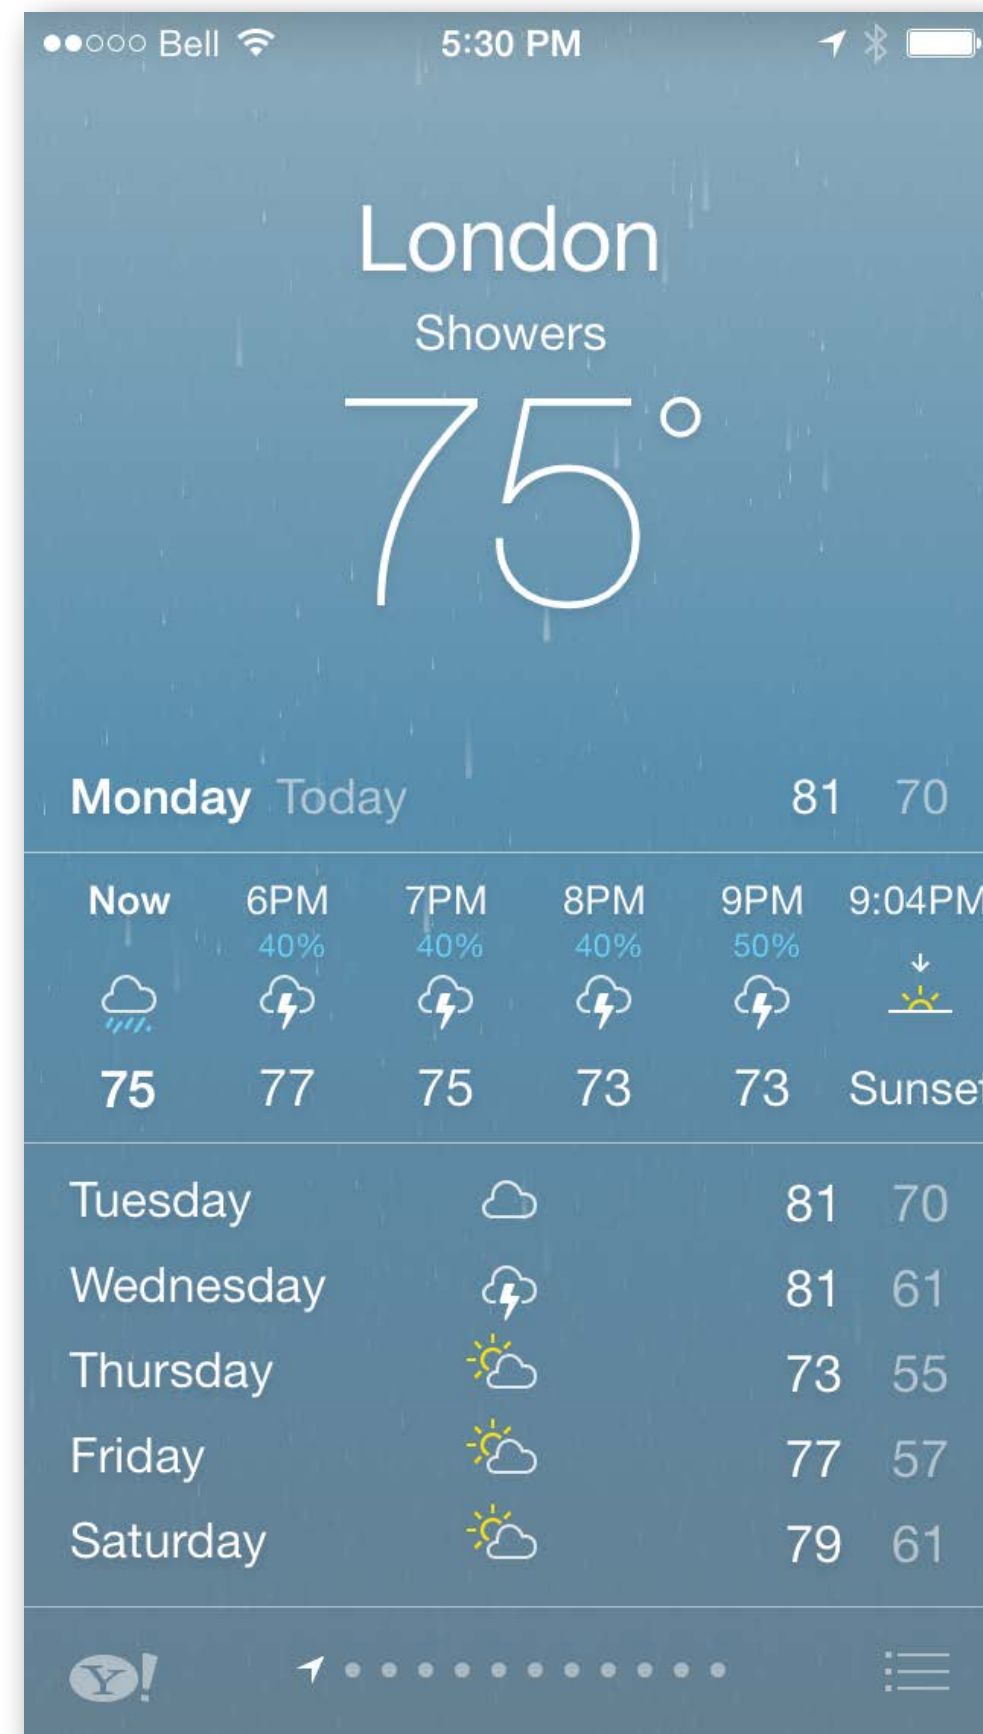 Bell 5:30 PM
London
Showers
75°
Monday Today 81 70
Now 6PM 7PM 8PM 9PM 9:04PM
40% 40% 40% 50%
75 77 75 73 73 Sunset
Tuesday 81 70
Wednesday 81 61
Thursday 73 55
Friday 77 57
Saturday 79 61
Y!